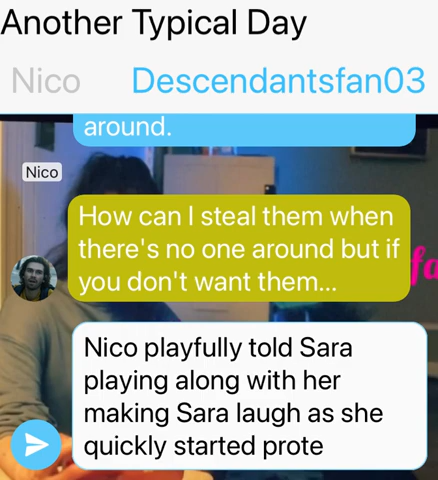 Another Typical Day
Nico Descendantsfan03
around.
Nico
How can I steal them when
there's no one around but if
you don't want them...
fa
Nico playfully told Sara
playing along with her
making Sara laugh as she
quickly started prote